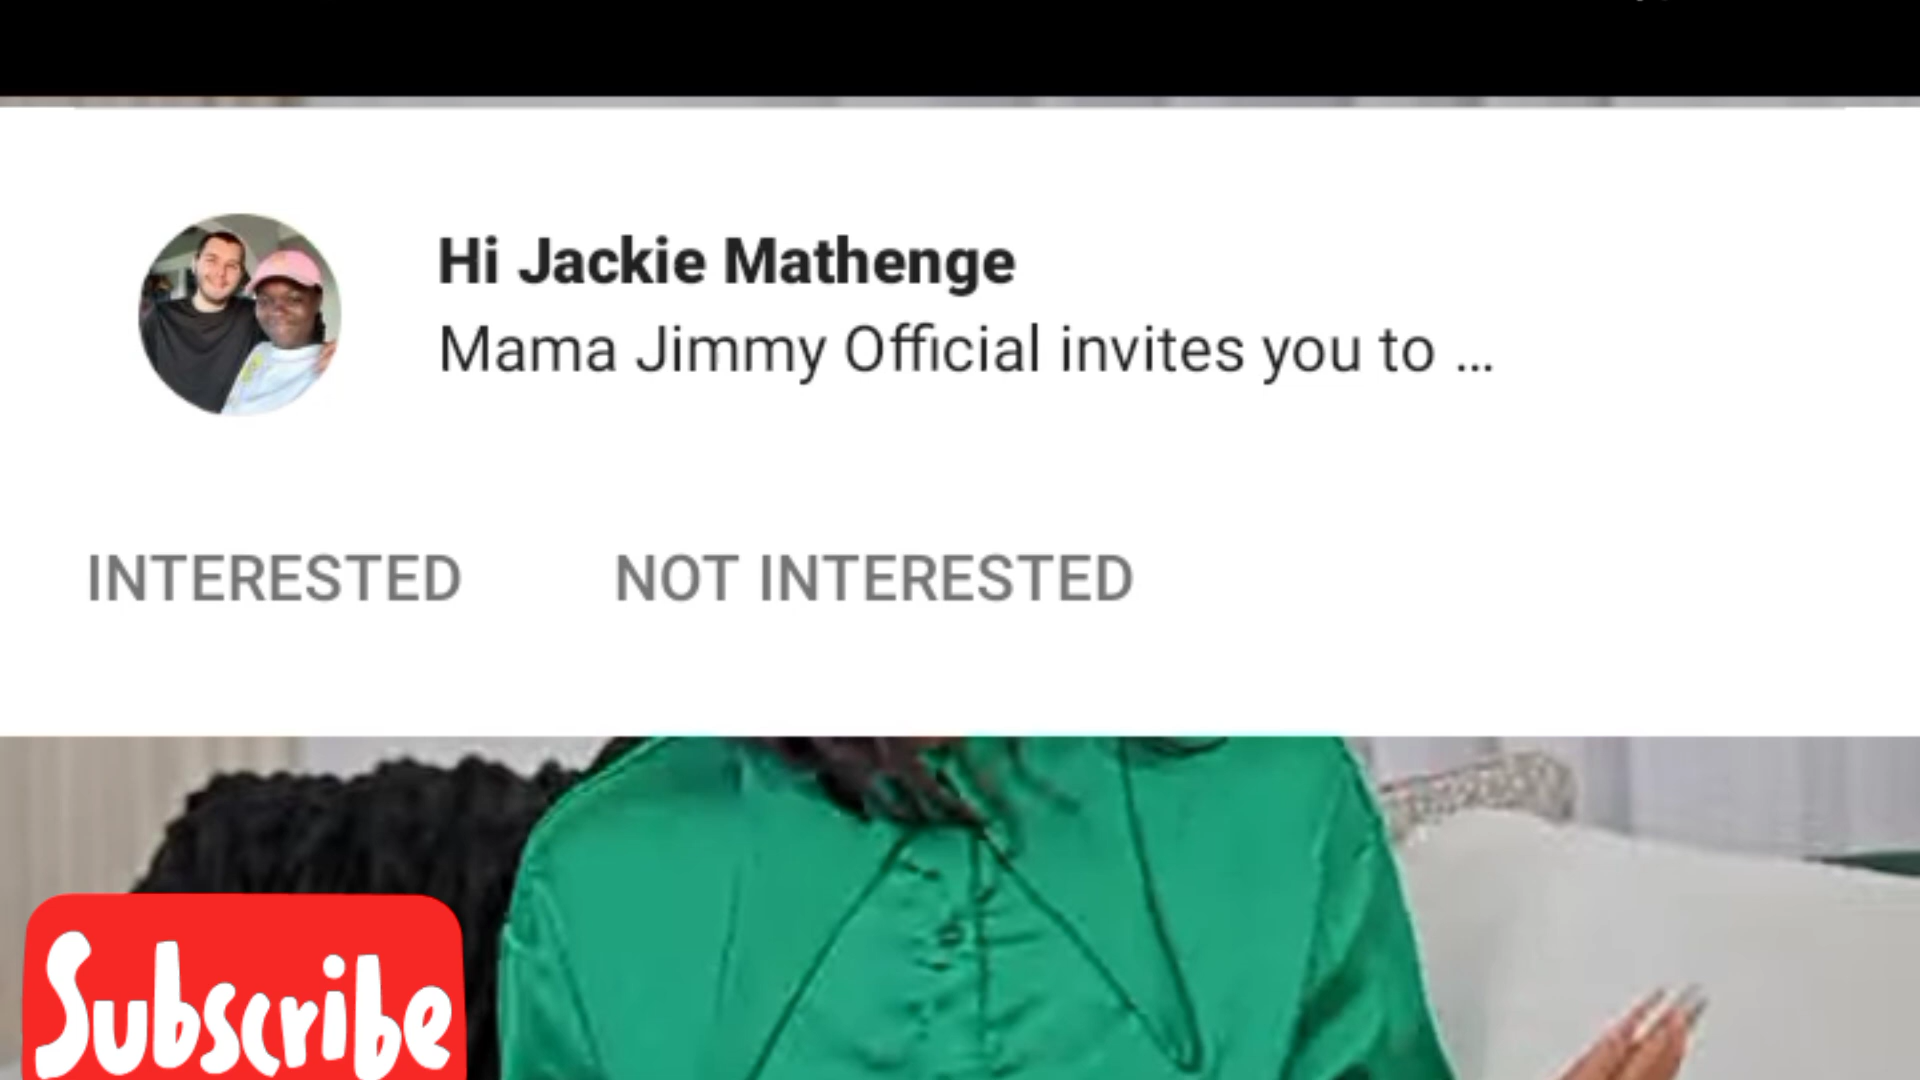 Hi Jackie Mathenge
Mama Jimmy Official invites you to ...
INTERESTED
NOT INTERESTED
Subscribe